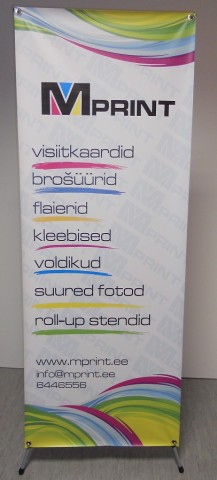 MPRINT
visiitkaardid
brošüürid
flaierid
kleebised
voldikud
suured fotod
roll-up stendid
www.mprint.ee
info@mprint.ee
6446556